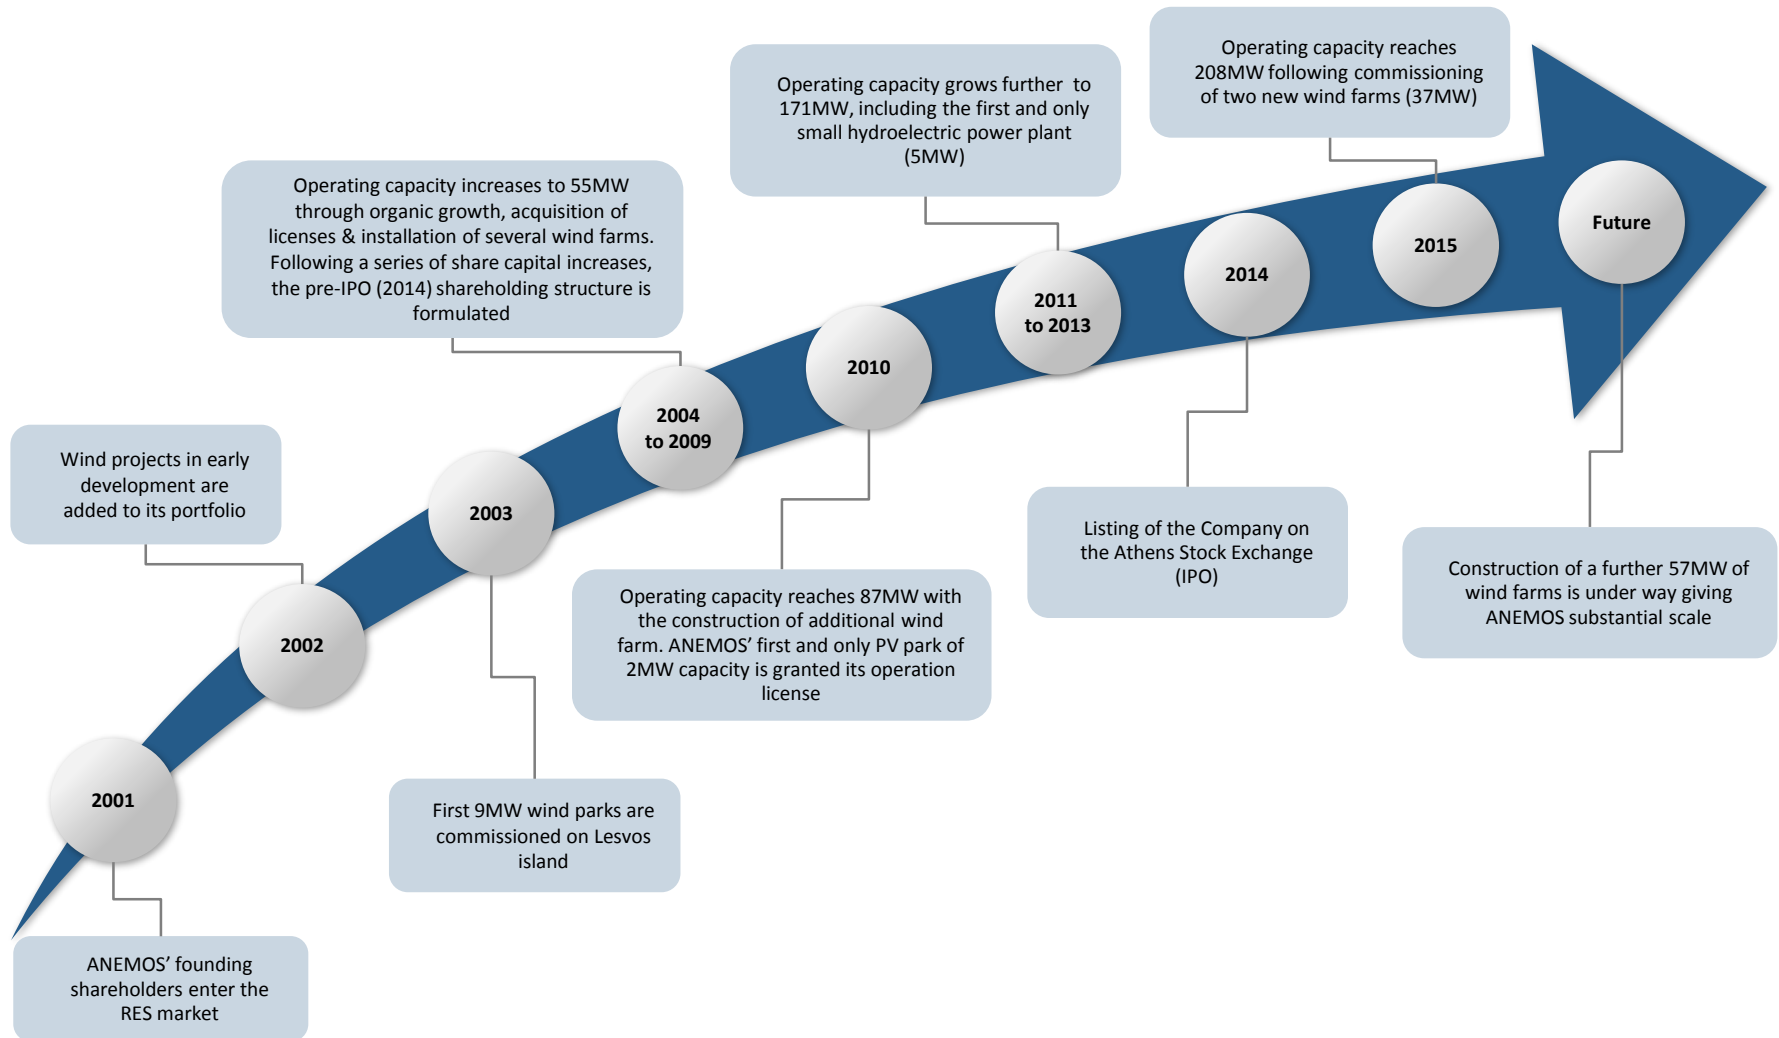 2001
ANEMOS’ founding
shareholders enter the
RES market
2002
Wind projects in early
development are
added to its portfolio
2003
First 9MW wind parks are
commissioned on Lesvos
island
2004
to 2009
Operating capacity increases to 55MW
through organic growth, acquisition of
licenses & installation of several wind farms.
Following a series of share capital increases,
the pre-IPO (2014) shareholding structure is
formulated
2010
Operating capacity reaches 87MW with
the construction of additional wind
farm. ANEMOS’ first and only PV park of
2MW capacity is granted its operation
license
2011
to 2013
Operating capacity grows further to
171MW, including the first and only
small hydroelectric power plant
(5MW)
2014
Listing of the Company on
the Athens Stock Exchange
(IPO)
2015
Operating capacity reaches
208MW following commissioning
of two new wind farms (37MW)
Future
Construction of a further 57MW of
wind farms is under way giving
ANEMOS substantial scale